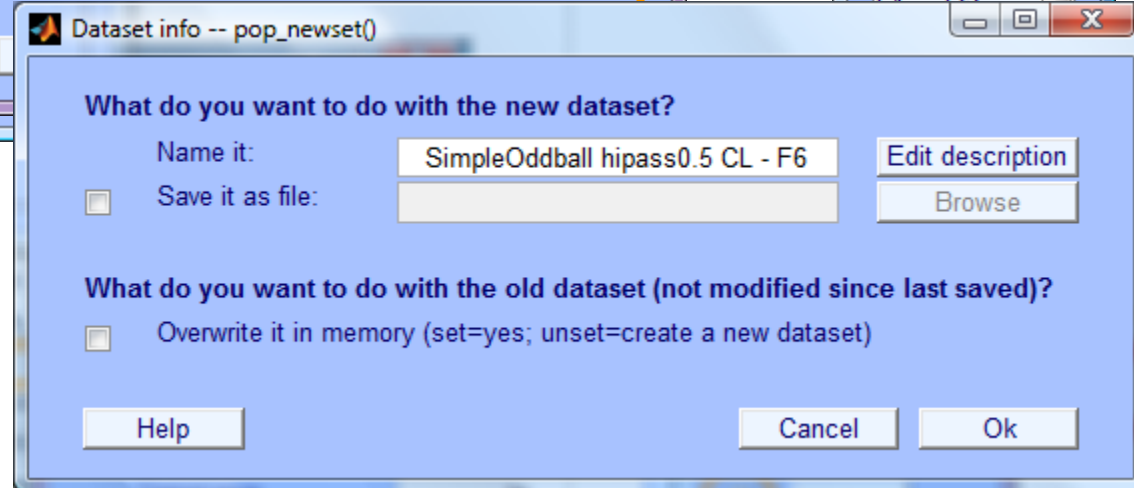 Dataset info -- pop_newset()
What do you want to do with the new dataset?
Name it:
SimpleOddball hipass0.5 CL - F6
Edit description
Save it as file:
Browse
What do you want to do with the old dataset (not modified since last saved)?
Overwrite it in memory (set=yes; unset=create a new dataset)
Help
Cancel
Ok